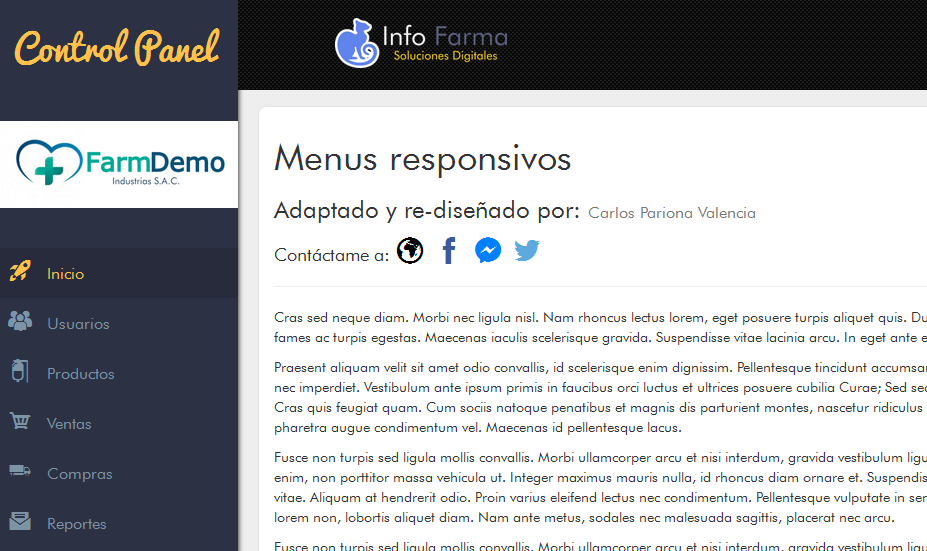 Control Panel
Info Farma
Soluciones Digitales
FarmDemo
Industrias S.A.C.
Inicio
Usuarios
Productos
Ventas
Compras
Reportes
Menus responsivos
Adaptado y re-diseñado por: Carlos Pariona Valencia
Contáctame a:
Cras sed neque diam. Morbi nec ligula nisl. Nam rhoncus lectus lorem, eget posuere turpis aliquet quis. Du
fames ac turpis egestas. Maecenas iaculis scelerisque gravida. Suspendisse vitae lacinia arcu. In eget ante e
Praesent aliquam velit sit amet odio convallis, id scelerisque enim dignissim. Pellentesque tincidunt accumsan
nec imperdiet. Vestibulum ante ipsum primis in faucibus orci luctus et ultrices posuere cubilia Curae; Sed sed
Cras quis feugiat quam. Cum sociis natoque penatibus et magnis dis parturient montes, nascetur ridiculus
pharetra augue condimentum vel. Maecenas id pellentesque lacus.
Fusce non turpis sed ligula mollis convallis. Morbi ullamcorper arcu et nisi interdum, gravida vestibulum ligu
enim, non porttitor massa vehicula ut. Integer maximus mauris nulla, id rhoncus diam ornare et. Suspendis
vitae. Aliquam at hendrerit odio. Proin varius eleifend lectus nec condimentum. Pellentesque vulputate in sem
lorem non, lobortis aliquet diam. Nam ante metus, sodales nec malesuada sagittis, placerat nec arcu.
Fusce non turpis sed ligula mollis convallis. Morbi ullamcorper arcu et nisi interdum, gravida vestibulum ligu